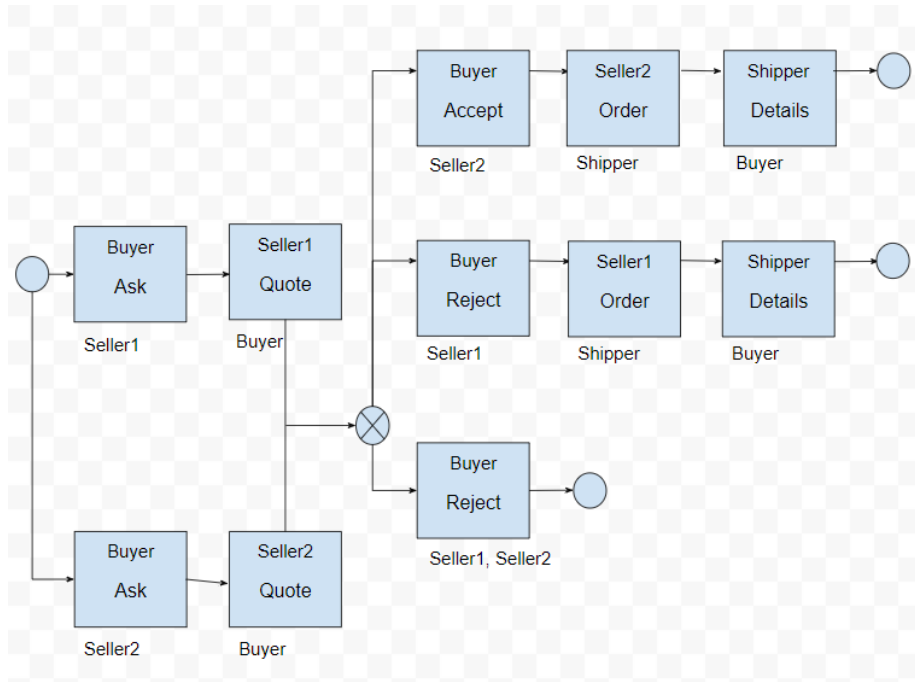 Buyer
Accept
Seller2
Seller2
Order
Shipper
Shipper
Details
Buyer
Buyer
Ask
Seller1
Seller1
Quote
Buyer
Buyer
Reject
Seller1
Seller1
Order
Shipper
Shipper
Details
Buyer
Buyer
Reject
Seller1, Seller2
Buyer
Ask
Seller2
Seller2
Quote
Buyer